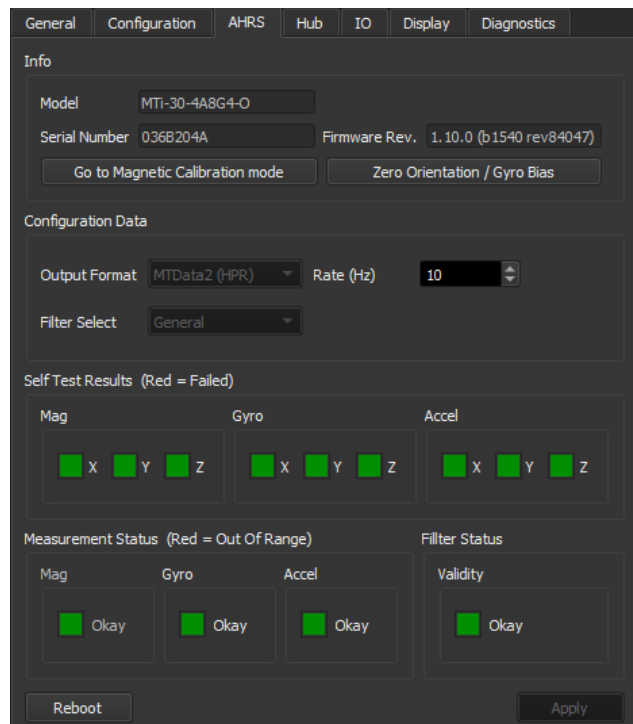 General Configuration AHRS Hub IO Display Diagnostics
Info
Model MTi-30-4A8G4-O
Serial Number 036B204A Firmware Rev. 1.10.0 (b1540 rev84047)
Go to Magnetic Calibration mode Zero Orientation / Gyro Bias
Configuration Data
Output Format MTData2 (HPR) Rate (Hz) 10
Filter Select General
Self Test Results (Red = Failed)
Mag Gyro Accel
X Y Z X Y Z X Y Z
Measurement Status (Red = Out Of Range) Fillter Status
Mag Gyro Accel Validity
Okay Okay Okay Okay
Reboot Apply